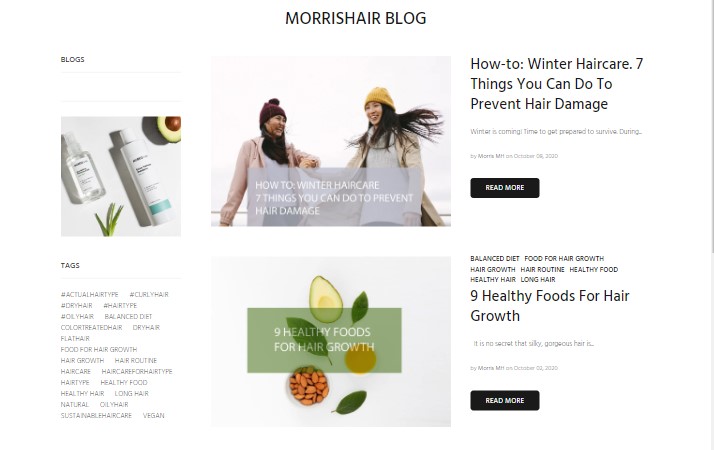 MORRISHAIR BLOG
BLOGS
TAGS
#ACTUALHAIRTYPE #CURLYHAIR
#DRYHAIR #HAIRTYPE
#OILYHAIR BALANCED DIET
COLORTREATEDHAIR DRYHAIR
FLATHAIR
FOOD FOR HAIR GROWTH
HAIR GROWTH HAIR ROUTINE
HAIRCARE HAIRCAREFORHAIRTYPE
HAIRTYPE HEALTHY FOOD
HEALTHY HAIR LONG HAIR
NATURAL OILYHAIR
SUSTAINABLEHAIRCARE VEGAN
HOW TO: WINTER HAIRCARE
7 THINGS YOU CAN DO TO PREVENT
HAIR DAMAGE
How-to: Winter Haircare. 7
Things You Can Do To
Prevent Hair Damage
Winter is coming! Time to get prepared to survive. During...
by Morris MH on October 08, 2020
READ MORE
9 HEALTHY FOODS
FOR HAIR GROWTH
BALANCED DIET FOOD FOR HAIR GROWTH
HAIR GROWTH HAIR ROUTINE HEALTHY FOOD
HEALTHY HAIR LONG HAIR
9 Healthy Foods For Hair
Growth
It is no secret that silky, gorgeous hair is...
by Morris MH on October 02, 2020
READ MORE